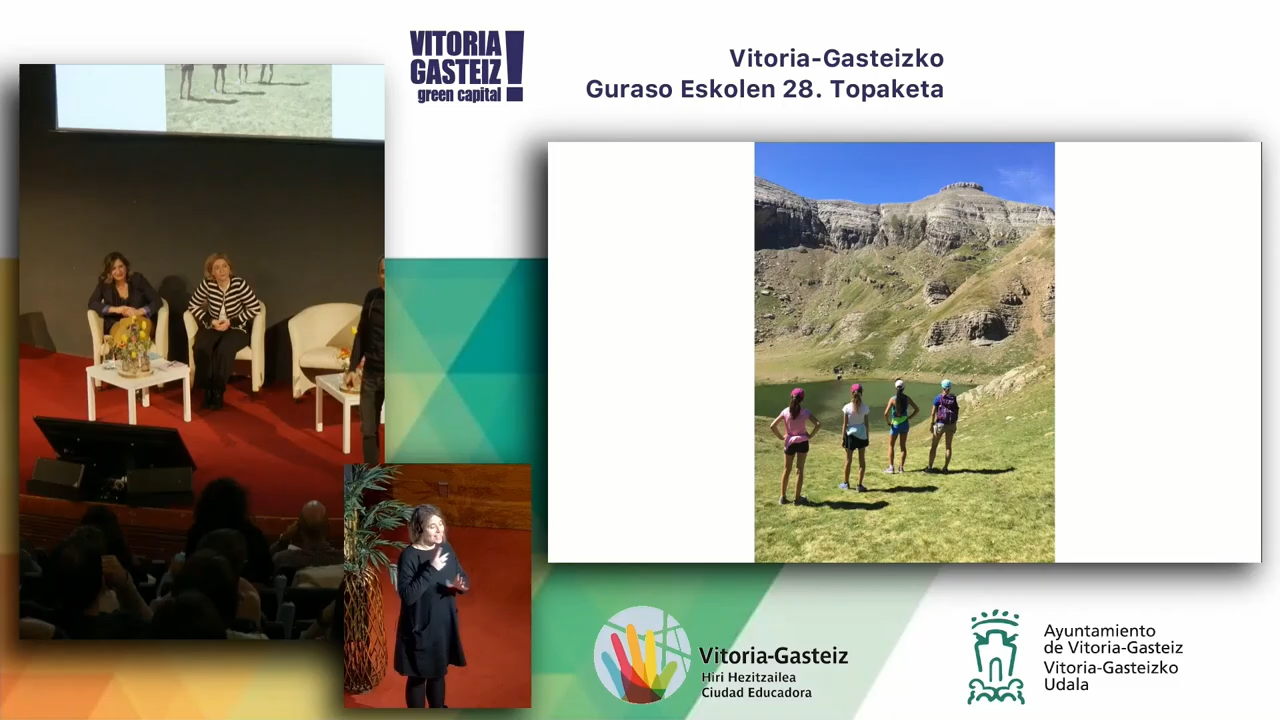 VITORIA
GASTEIZ!
green capital
Vitoria-Gasteizko
Guraso Eskolen 28. Topaketa
Vitoria-Gasteiz
Hiri Hezitzailea
Ciudad Educadora
Ayuntamiento
de Vitoria-Gasteiz
Vitoria-Gasteizko
Udala